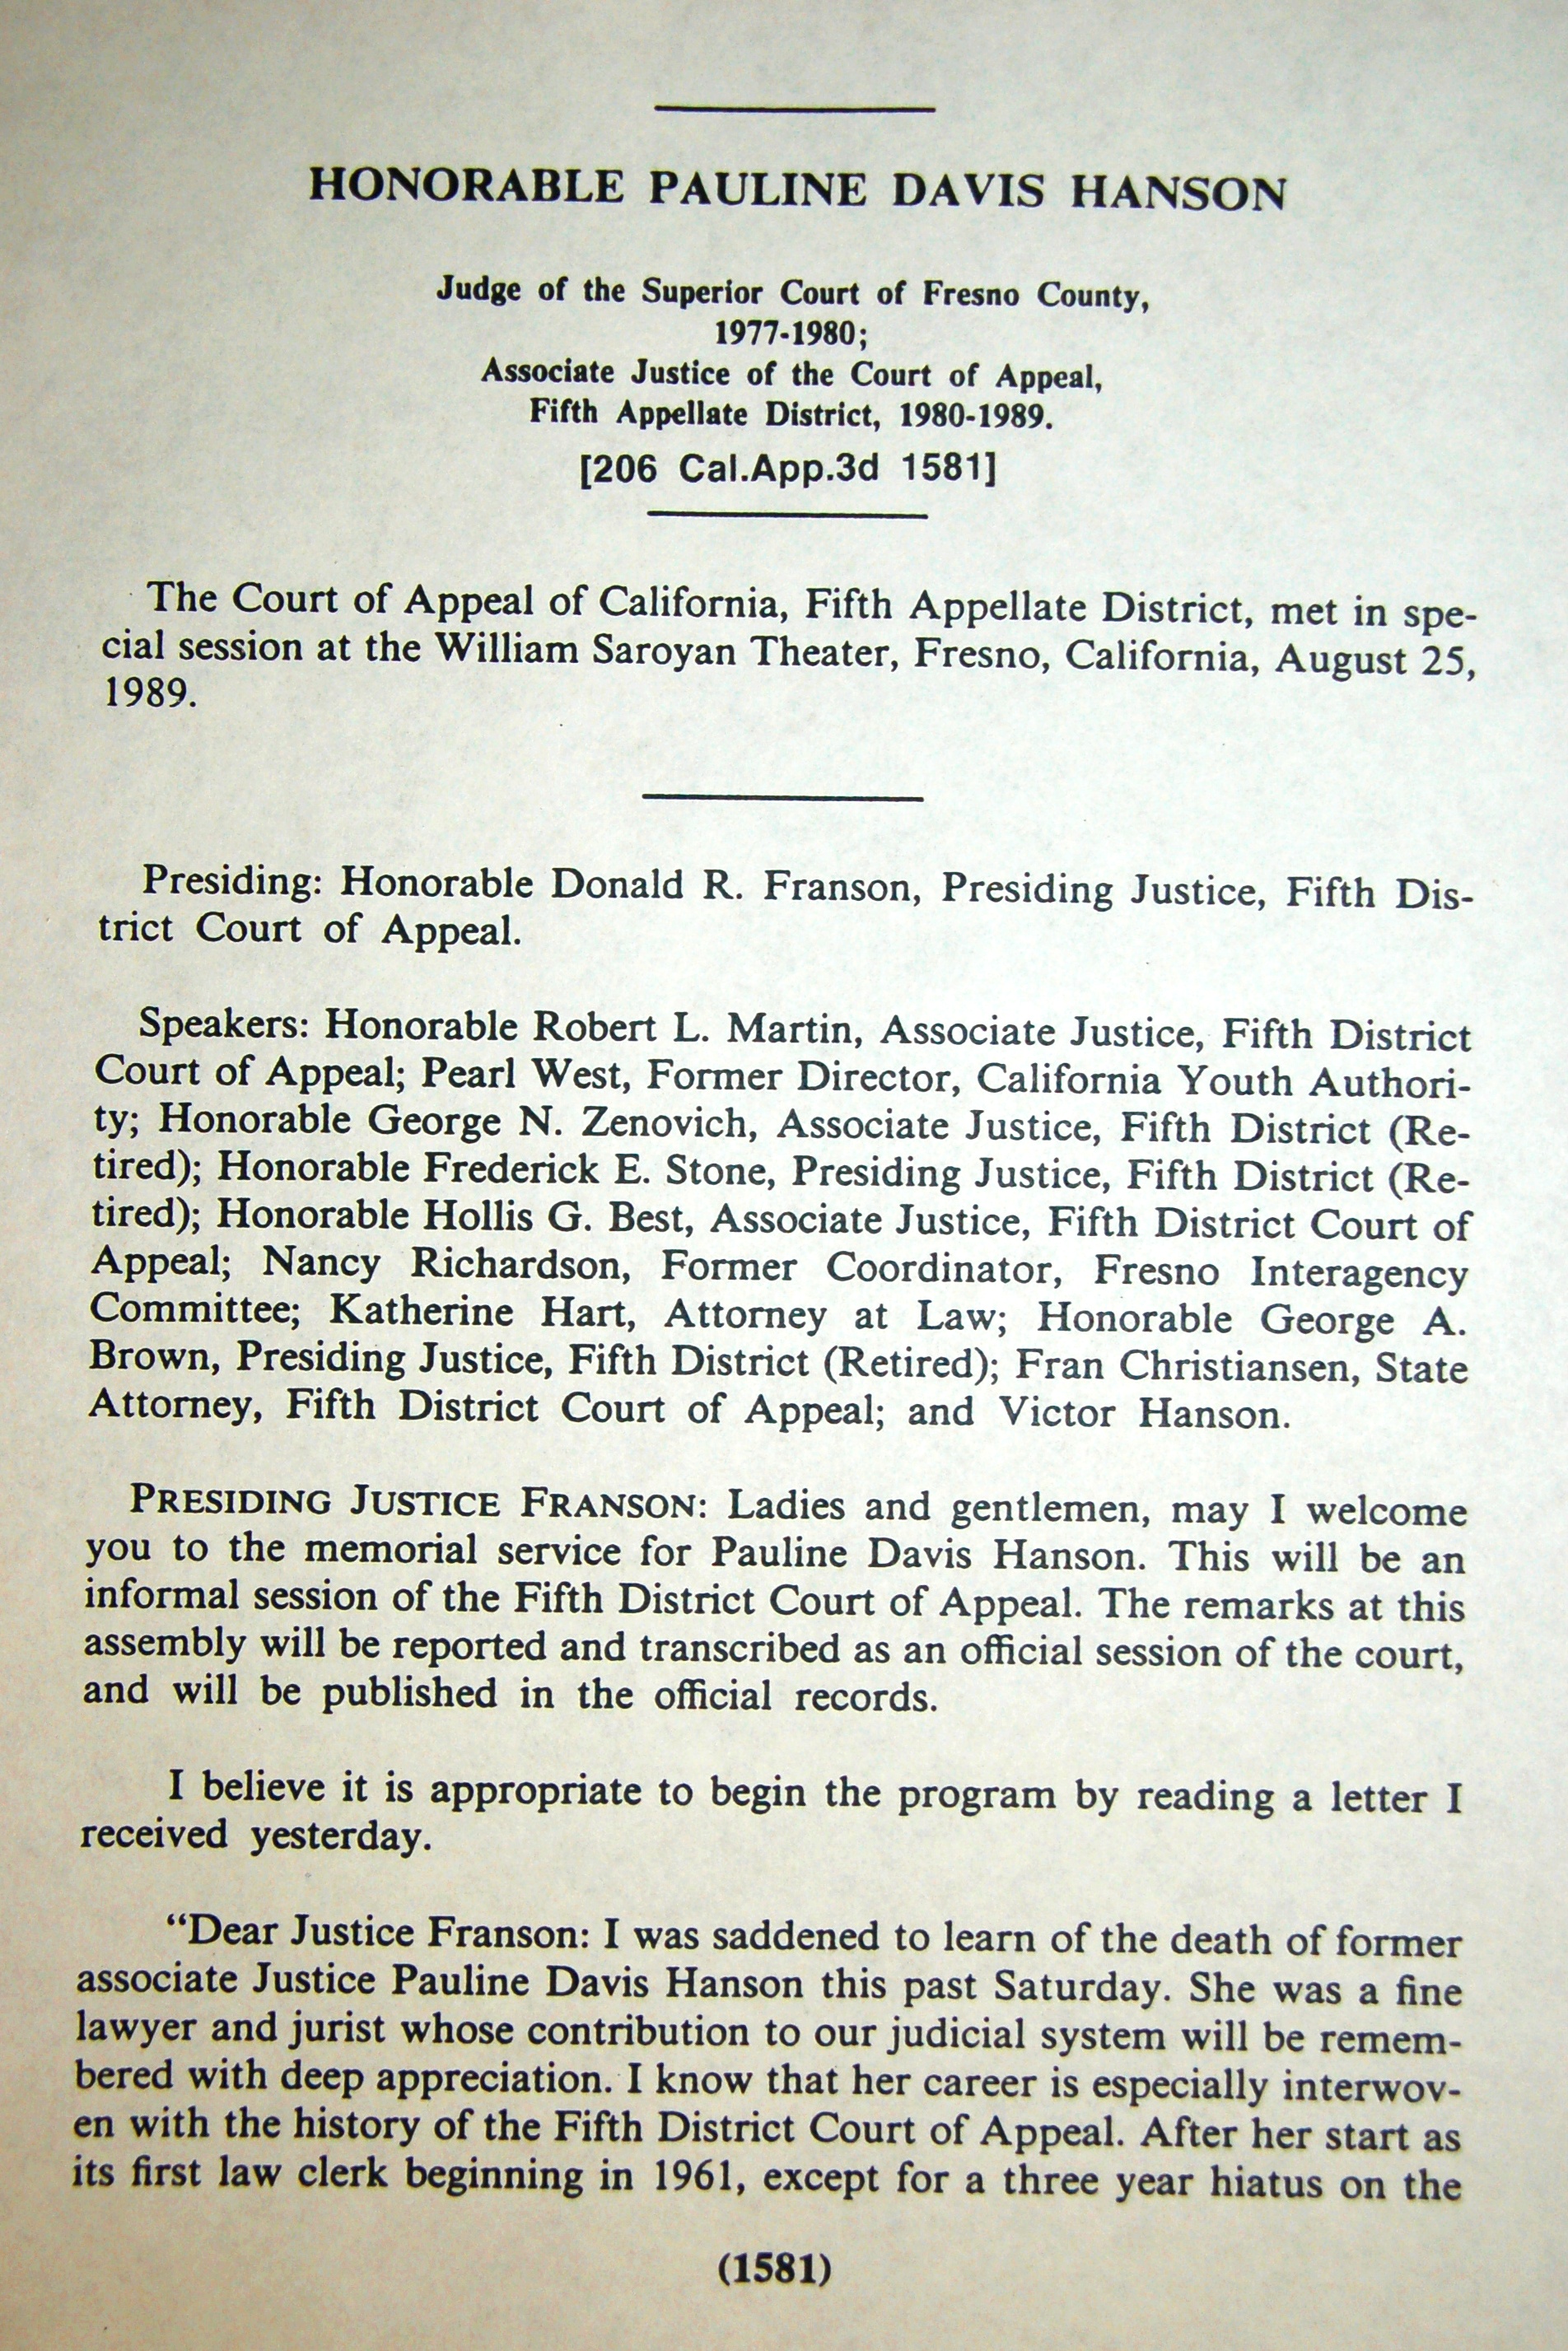 HONORABLE PAULINE DAVIS HANSON
Judge of the Superior Court of Fresno County,
1977-1980;
Associate Justice of the Court of Appeal,
Fifth Appellate District, 1980-1989.
[206 Cal.App.3d 1581]
The Court of Appeal of California, Fifth Appellate District, met in spe-
cial session at the William Saroyan Theater, Fresno, California, August 25,
1989.
Presiding: Honorable Donald R. Franson, Presiding Justice, Fifth Dis-
trict Court of Appeal.
Speakers: Honorable Robert L. Martin, Associate Justice, Fifth District
Court of Appeal; Pearl West, Former Director, California Youth Authori-
ty; Honorable George N. Zenovich, Associate Justice, Fifth District (Re-
tired); Honorable Frederick E. Stone, Presiding Justice, Fifth District (Re-
tired); Honorable Hollis G. Best, Associate Justice, Fifth District Court of
Appeal; Nancy Richardson, Former Coordinator, Fresno Interagency
Committee; Katherine Hart, Attorney at Law; Honorable George A.
Brown, Presiding Justice, Fifth District (Retired); Fran Christiansen, State
Attorney, Fifth District Court of Appeal; and Victor Hanson.
PRESIDING JUSTICE FRANSON: Ladies and gentlemen, may I welcome
you to the memorial service for Pauline Davis Hanson. This will be an
informal session of the Fifth District Court of Appeal. The remarks at this
assembly will be reported and transcribed as an official session of the court,
and will be published in the official records.
I believe it is appropriate to begin the program by reading a letter I
received yesterday.
“Dear Justice Franson: I was saddened to learn of the death of former
associate Justice Pauline Davis Hanson this past Saturday. She was a fine
lawyer and jurist whose contribution to our judicial system will be remem-
bered with deep appreciation. I know that her career is especially interwov-
en with the history of the Fifth District Court of Appeal. After her start as
its first law clerk beginning in 1961, except for a three year hiatus on the
(1581)